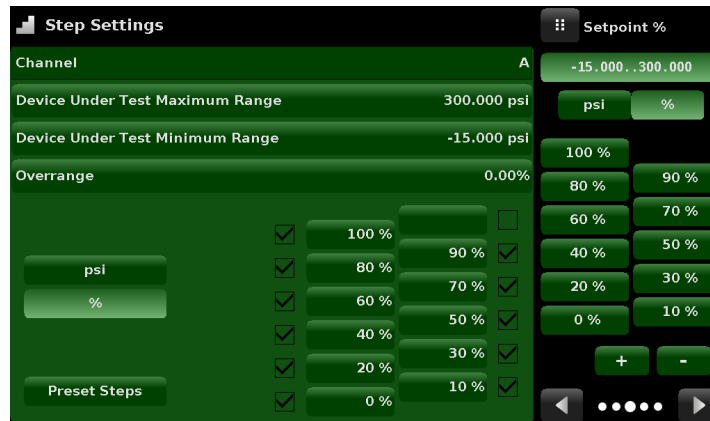 Step Settings
Setpoint %
Channel A
-15.000..300.000
Device Under Test Maximum Range 300.000 psi
psi %
Device Under Test Minimum Range -15.000 psi
Overrange 0.00%
100 %
90 %
80 %
70 %
60 %
50 %
40 %
30 %
20 %
10 %
0 %
psi
%
Preset Steps
100 %
90 %
80 %
70 %
60 %
50 %
40 %
30 %
20 %
10 %
0 %
+ -